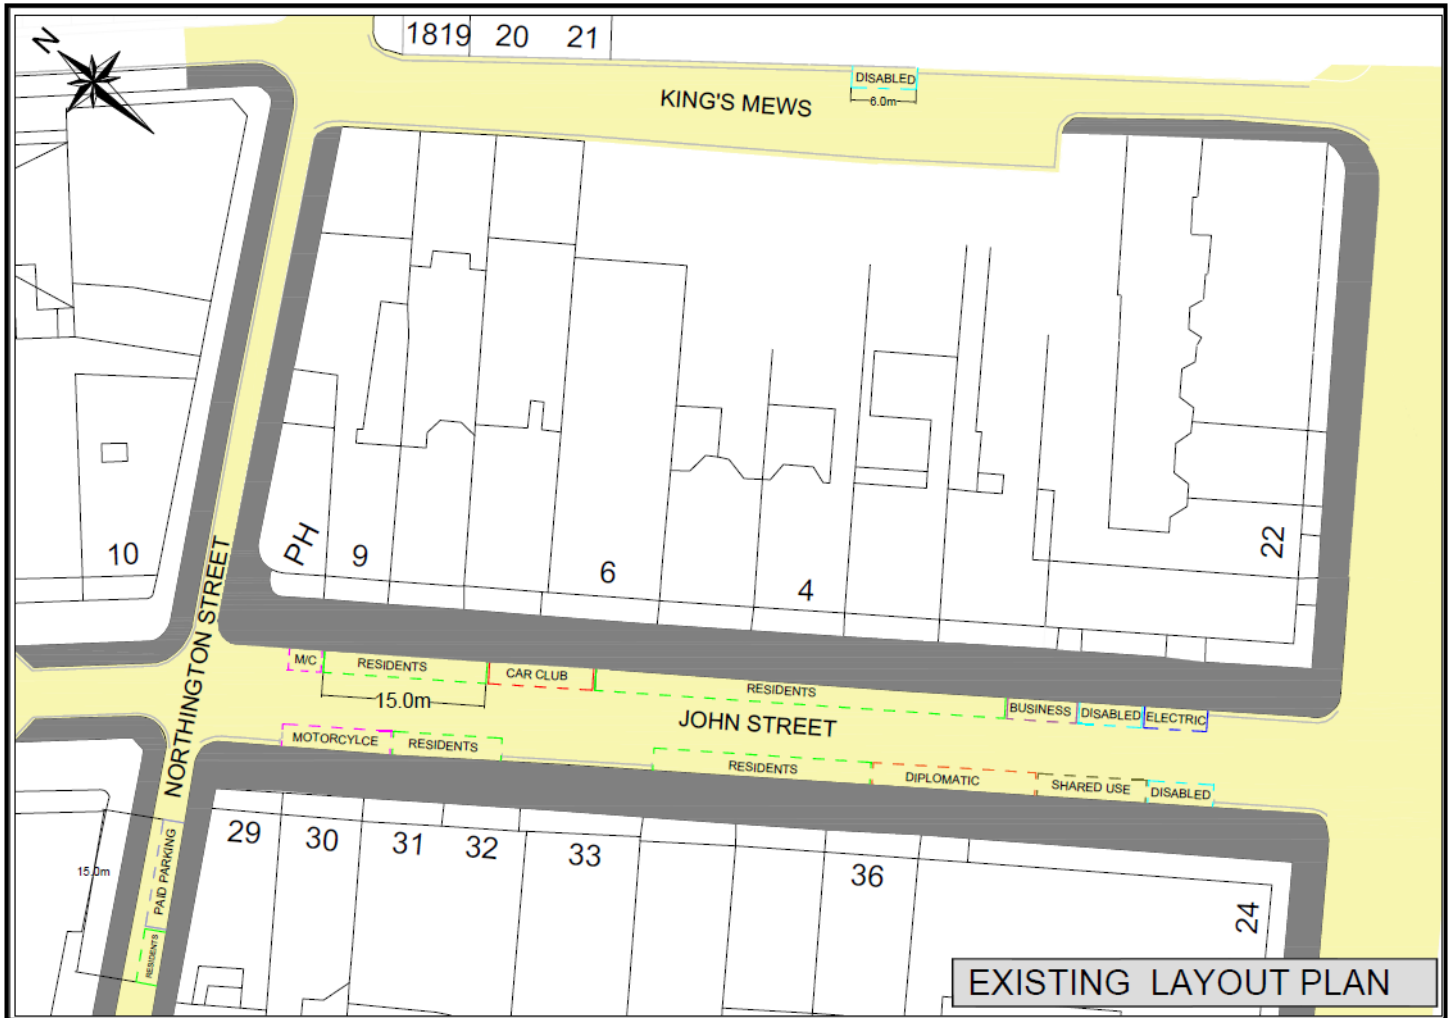 N
1819 20 21
DISABLED
6.0m
KING'S MEWS
PH
9
6
4
22
10
NORTHINGTON STREET
M/C
RESIDENTS
15.0m
CAR CLUB
RESIDENTS
BUSINESS
DISABLED
ELECTRIC
JOHN STREET
MOTORCYLCE
RESIDENTS
RESIDENTS
DIPLOMATIC
SHARED USE
DISABLED
29
30
31
32
33
36
24
15.0m
PAID PARKING
RESIDENTS
EXISTING LAYOUT PLAN